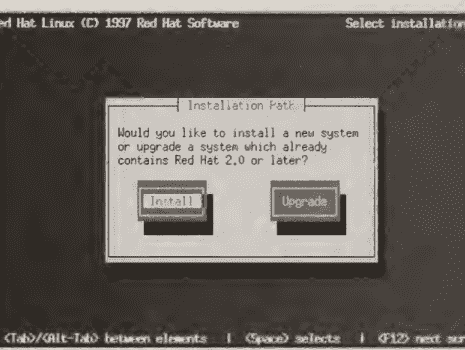 ed Hat Linux (C) 1997 Red Hat Software Select installation
Installation Path
Would you like to install a new system
or upgrade a system which already
contains Red Hat 2.0 or later?
Install Upgrade
<Tab>/<Alt-Tab> between elements | <Space> selects | <F12> next scr